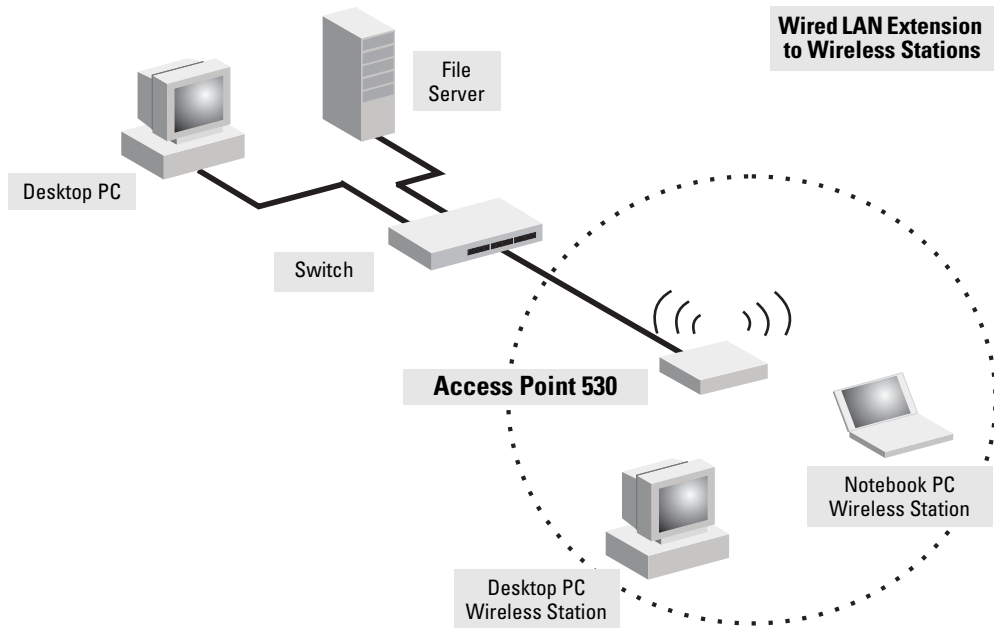 Wired LAN Extension
to Wireless Stations
File
Server
Desktop PC
Switch
Access Point 530
Notebook PC
Wireless Station
Desktop PC
Wireless Station